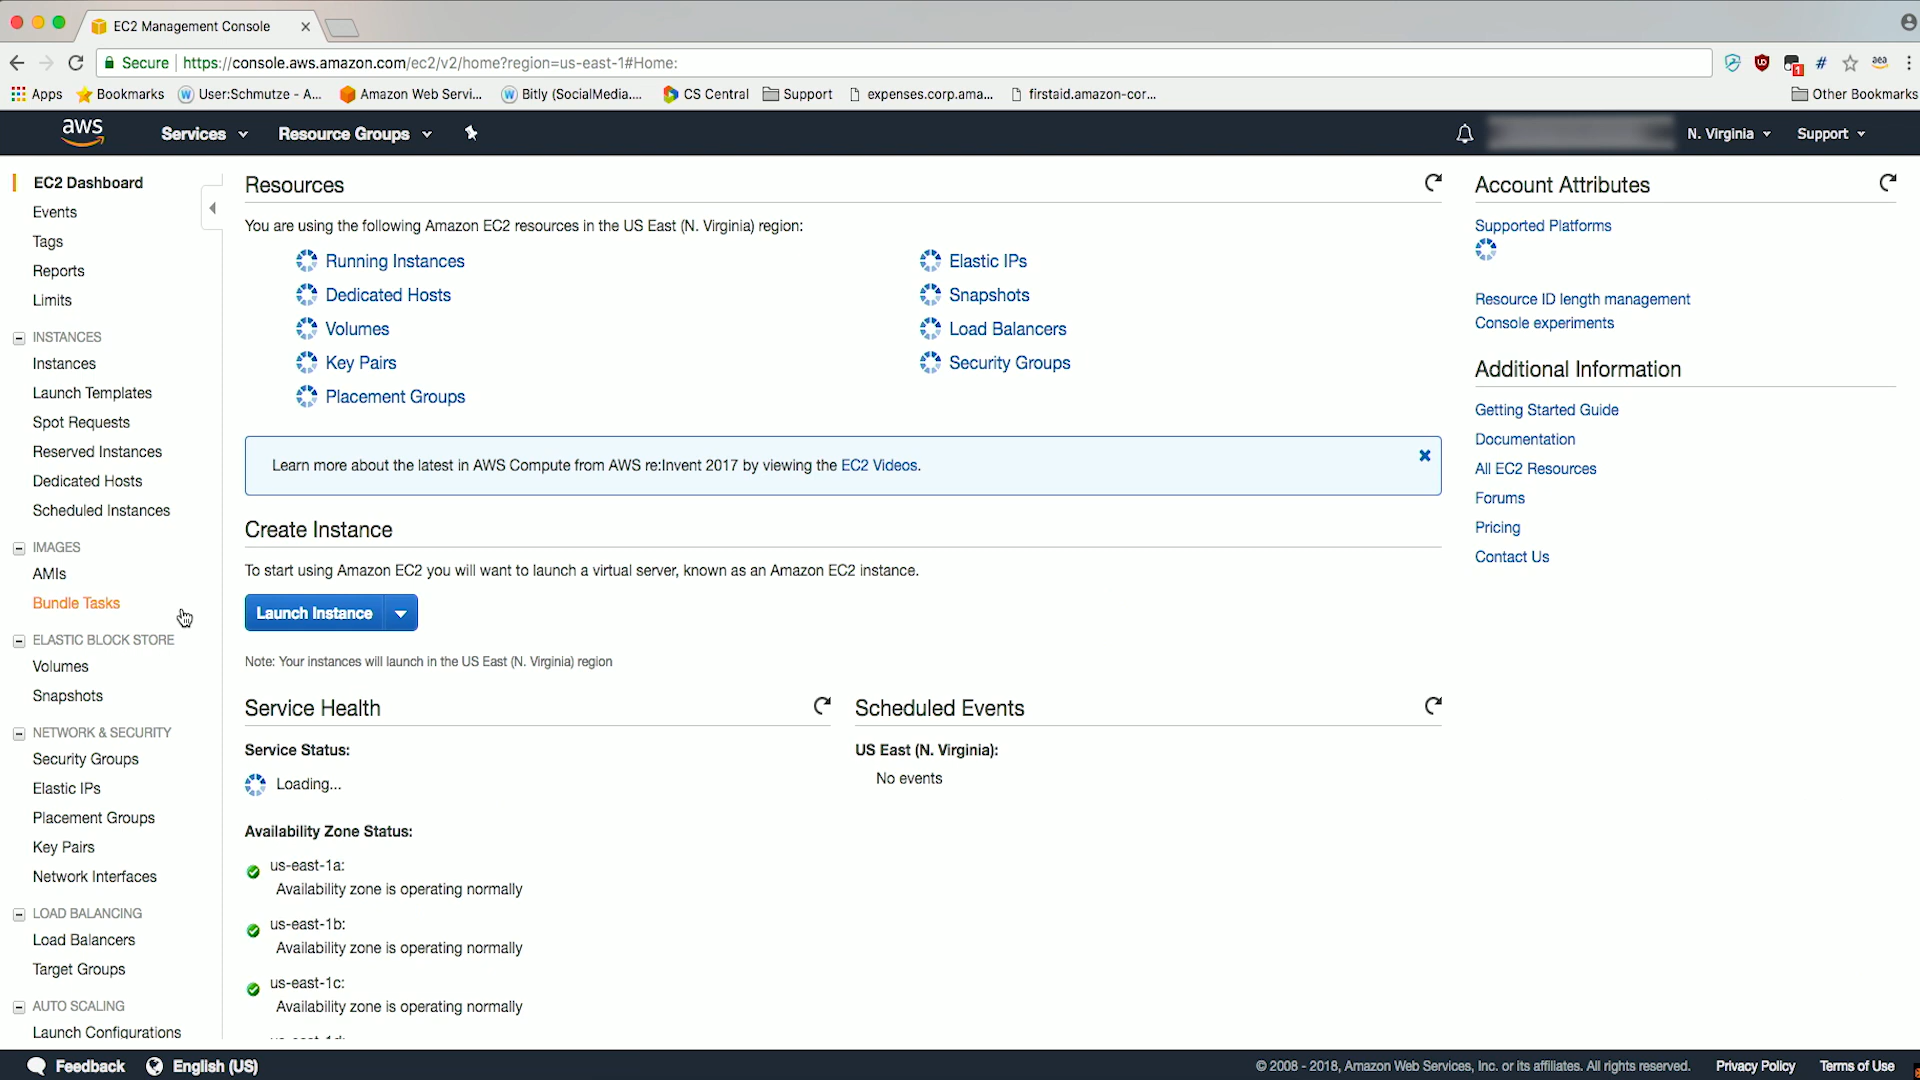 EC2 Management Console
Secure https://console.aws.amazon.com/ec2/v2/home?region=us-east-1#Home:
Apps Bookmarks User:Schmutze - A... Amazon Web Servi... Bitly (SocialMedia.... CS Central Support expenses.corp.ama... firstaid.amazon-cor... Other Bookmarks
aws Services Resource Groups N. Virginia Support
EC2 Dashboard
Events
Tags
Reports
Limits
INSTANCES
Instances
Launch Templates
Spot Requests
Reserved Instances
Dedicated Hosts
Scheduled Instances
IMAGES
AMIs
Bundle Tasks
ELASTIC BLOCK STORE
Volumes
Snapshots
NETWORK & SECURITY
Security Groups
Elastic IPs
Placement Groups
Key Pairs
Network Interfaces
LOAD BALANCING
Load Balancers
Target Groups
AUTO SCALING
Launch Configurations
Resources
You are using the following Amazon EC2 resources in the US East (N. Virginia) region:
Running Instances
Dedicated Hosts
Volumes
Key Pairs
Placement Groups
Elastic IPs
Snapshots
Load Balancers
Security Groups
Learn more about the latest in AWS Compute from AWS re:Invent 2017 by viewing the EC2 Videos.
Create Instance
To start using Amazon EC2 you will want to launch a virtual server, known as an Amazon EC2 instance.
Launch Instance
Note: Your instances will launch in the US East (N. Virginia) region
Service Health
Service Status:
Loading...
Availability Zone Status:
us-east-1a:
Availability zone is operating normally
us-east-1b:
Availability zone is operating normally
us-east-1c:
Availability zone is operating normally
Scheduled Events
US East (N. Virginia):
No events
Account Attributes
Supported Platforms
Resource ID length management
Console experiments
Additional Information
Getting Started Guide
Documentation
All EC2 Resources
Forums
Pricing
Contact Us
Feedback English (US) © 2008 - 2018, Amazon Web Services, Inc. or its affiliates. All rights reserved. Privacy Policy Terms of Use